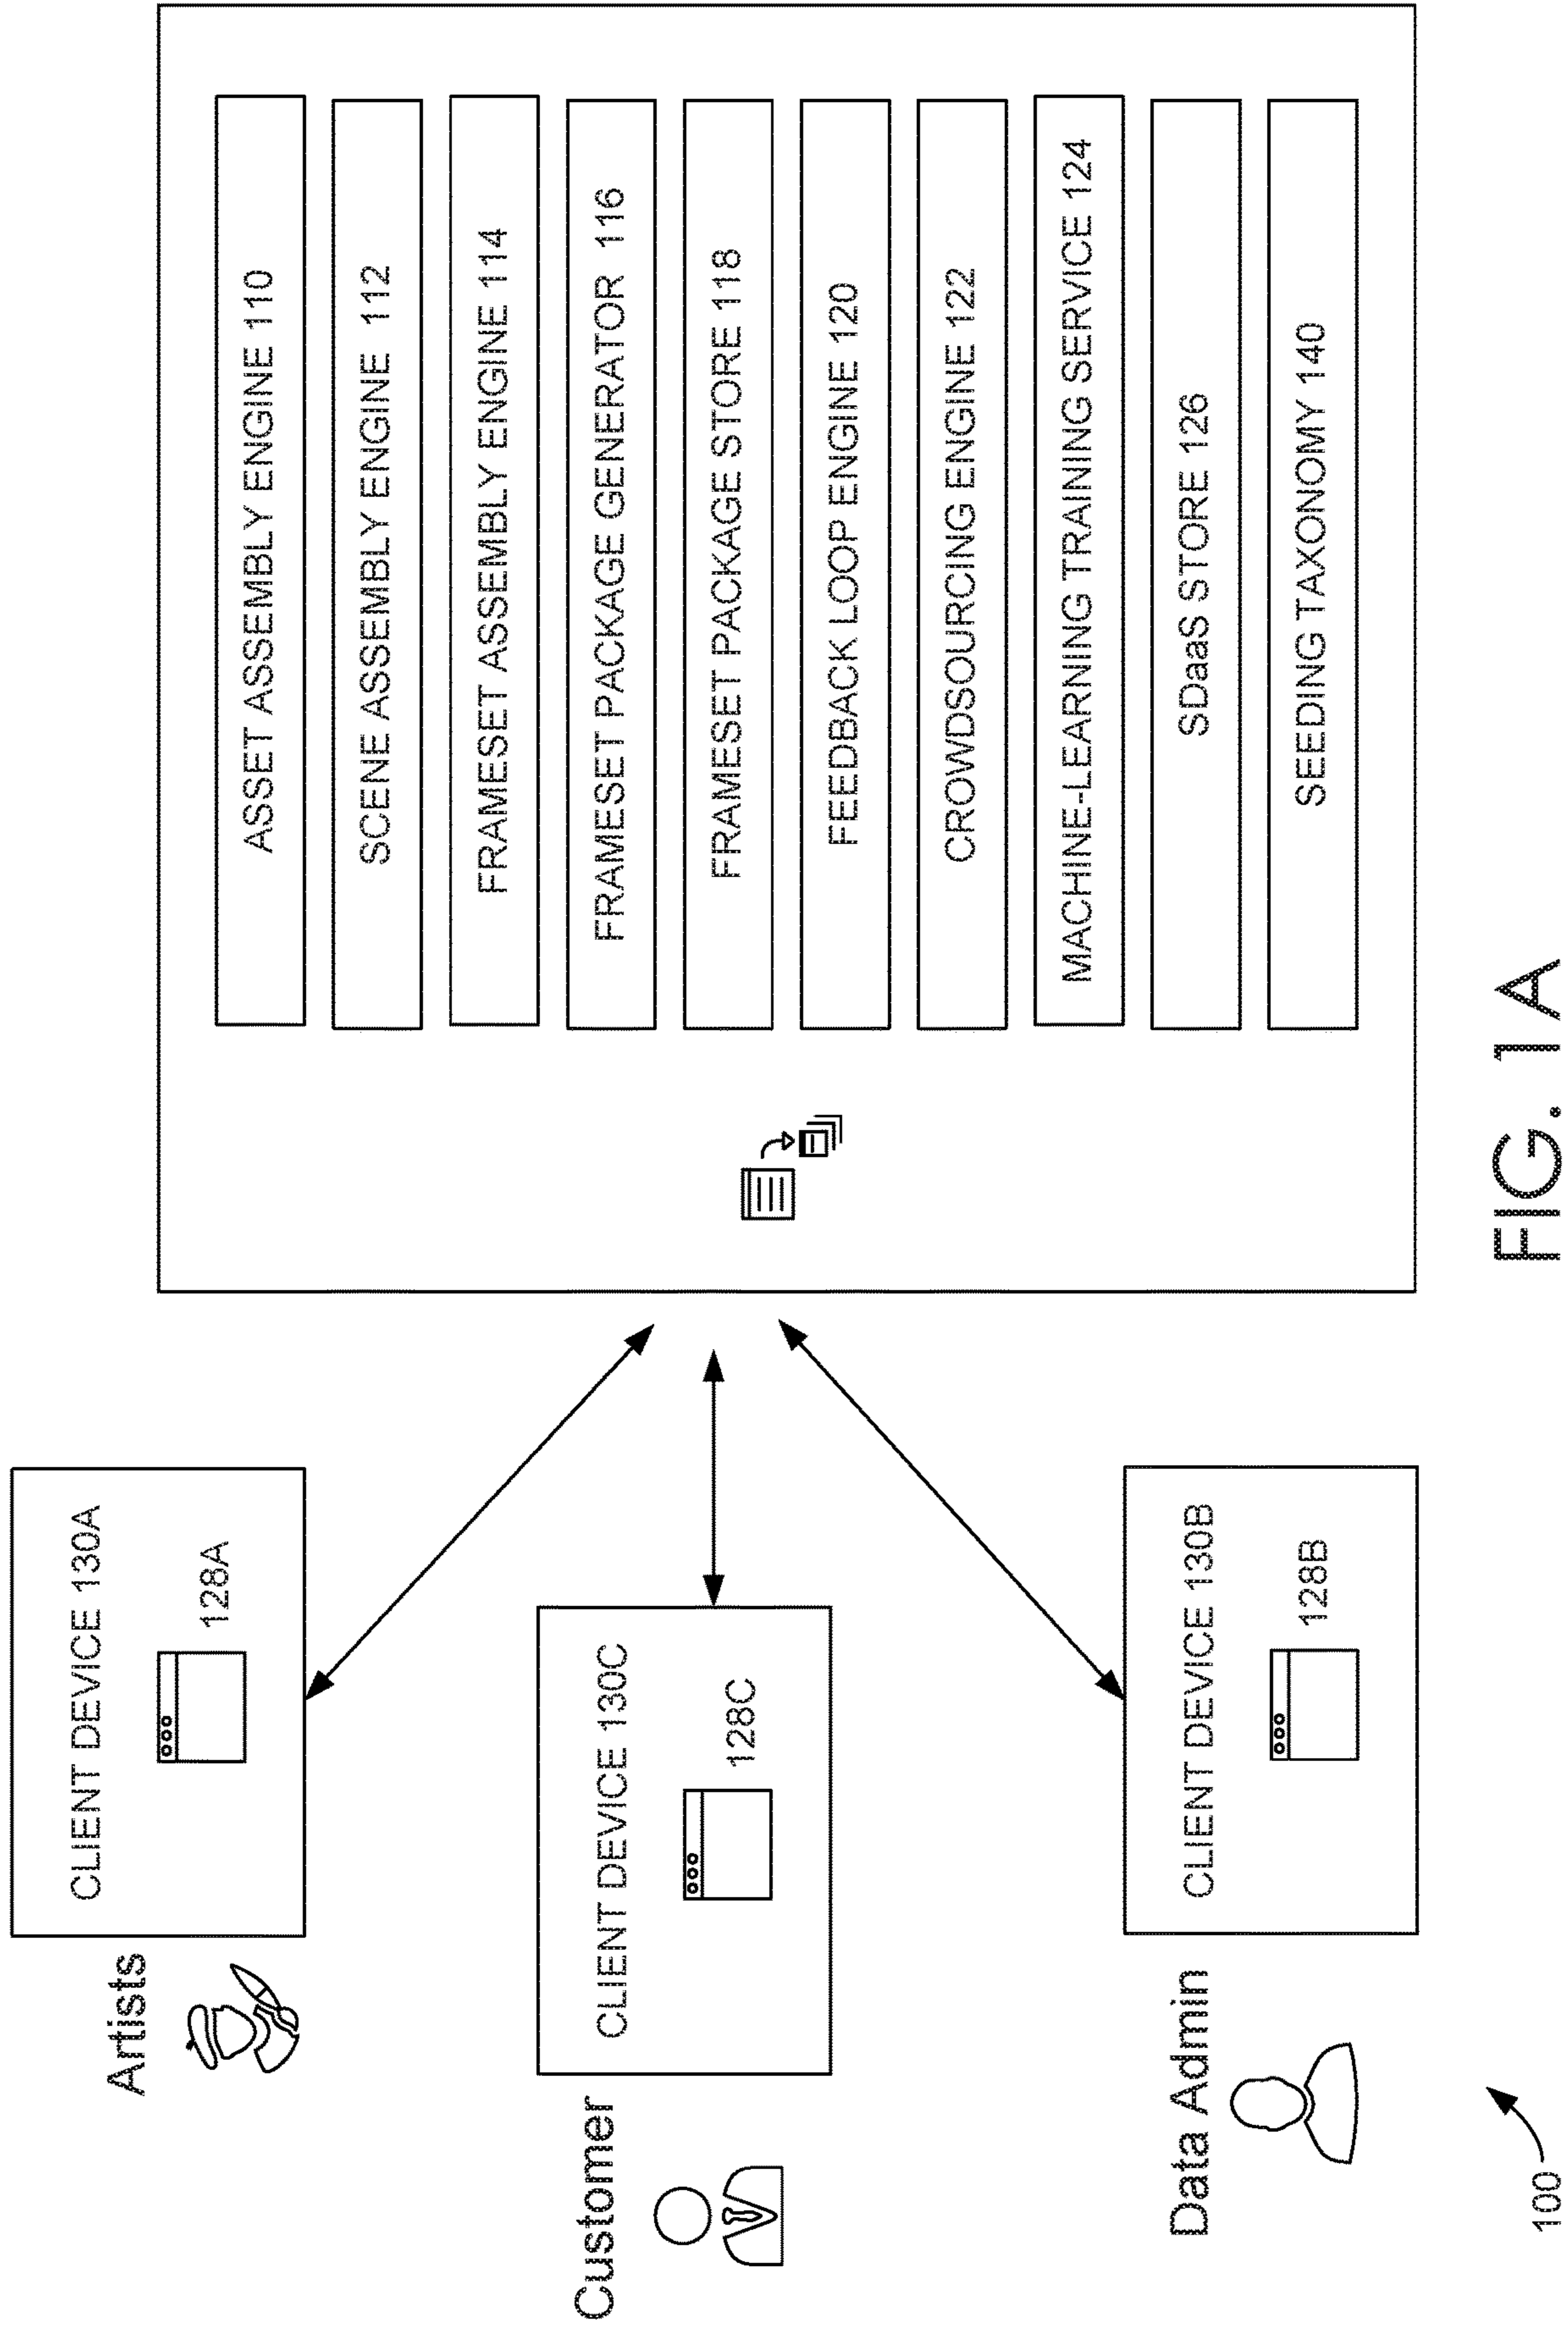 Artists
CLIENT DEVICE 130A
128A
Customer
CLIENT DEVICE 130C
128C
Data Admin
CLIENT DEVICE 130B
128B
100
ASSET ASSEMBLY ENGINE 110
SCENE ASSEMBLY ENGINE 112
FRAMESET ASSEMBLY ENGINE 114
FRAMESET PACKAGE GENERATOR 116
FRAMESET PACKAGE STORE 118
FEEDBACK LOOP ENGINE 120
CROWDSOURCING ENGINE 122
MACHINE-LEARNING TRAINING SERVICE 124
SDaaS STORE 126
SEEDING TAXONOMY 140
FIG. 1A